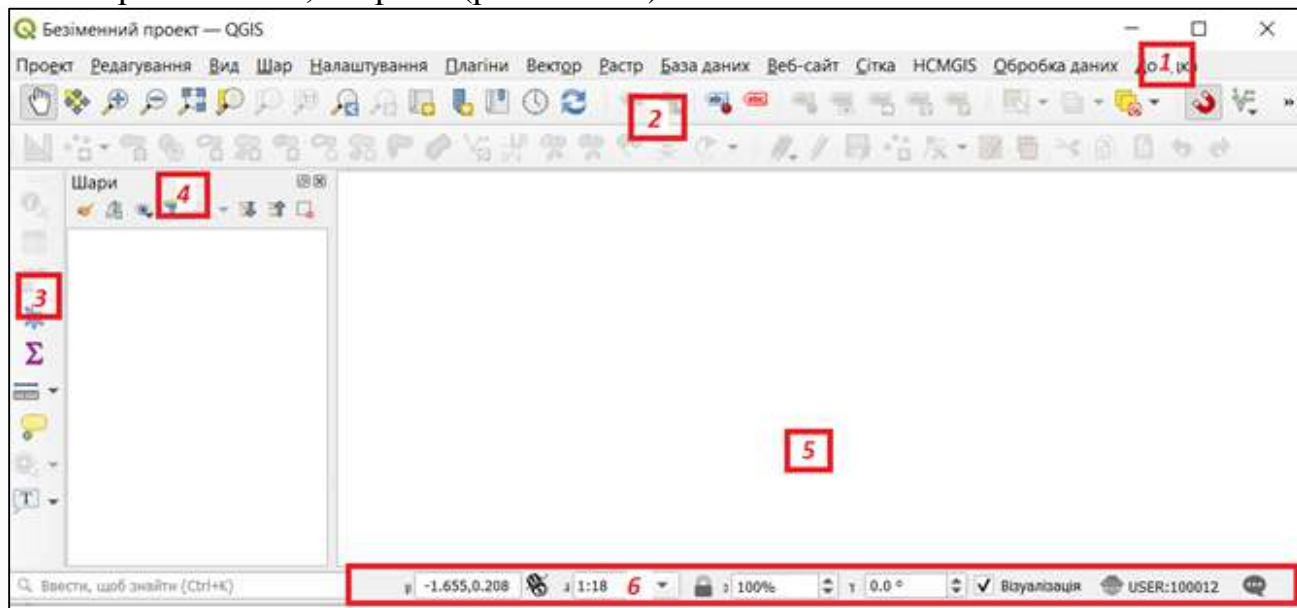 Безіменний проект — QGIS
Проект Редагування Вид Шар Налаштування Плагіни Вектор Растр База даних Веб-сайт Сітка HCMGIS Обробка даних
1
2
abc
Шари
4
3
Σ
5
T
Ввести, щоб знайти (Ctrl+K) -1.655,0.208 1:18 6 100% 0.0 ° Візуалізація USER:100012